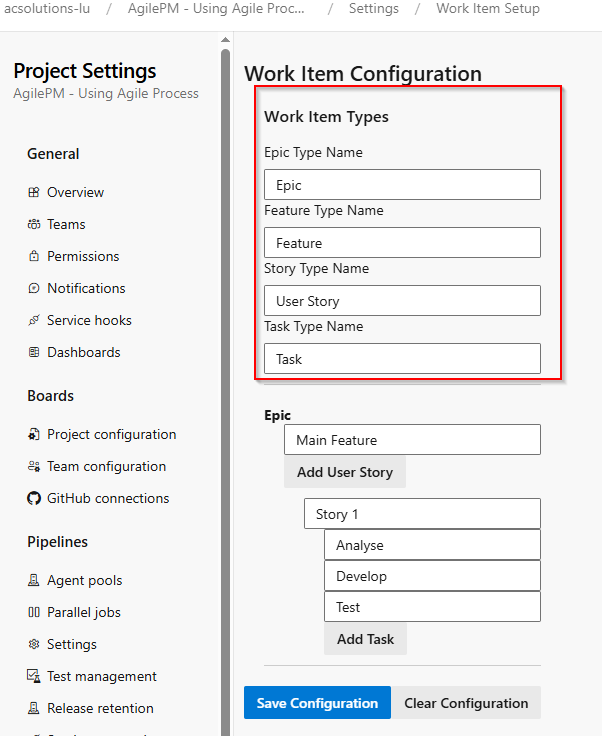 acsolutions-lu / AgilePM - Using Agile Proc... / Settings / Work Item Setup
Project Settings
AgilePM - Using Agile Process
General
Overview
Teams
Permissions
Notifications
Service hooks
Dashboards
Boards
Project configuration
Team configuration
GitHub connections
Pipelines
Agent pools
Parallel jobs
Settings
Test management
Release retention
Work Item Configuration
Work Item Types
Epic Type Name
Epic
Feature Type Name
Feature
Story Type Name
User Story
Task Type Name
Task
Epic
Main Feature
Add User Story
Story 1
Analyse
Develop
Test
Add Task
Save Configuration Clear Configuration